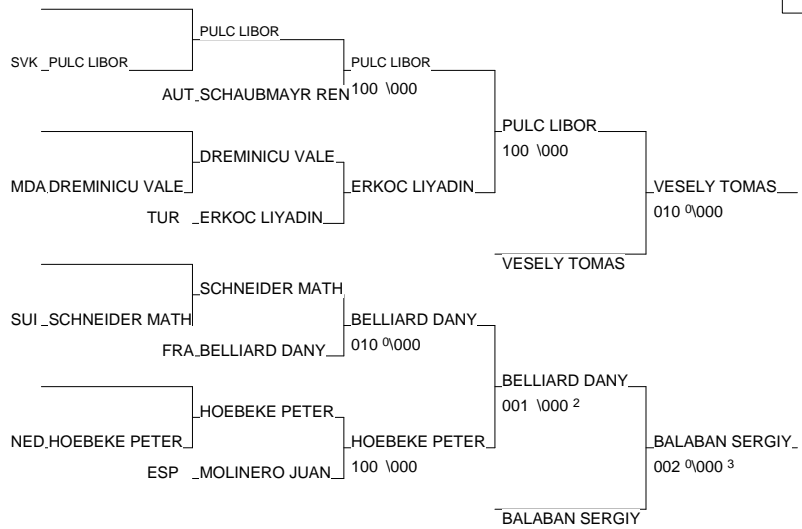 PULC LIBOR
SVK PULC LIBOR PULC LIBOR
AUT SCHAUBMAYR REN 100 \000
PULC LIBOR
DREMINICU VALE 100 \000
MDA DREMINICU VALE ERKOC LIYADIN VESELY TOMAS
TUR ERKOC LIYADIN 010 0\000
VESELY TOMAS
SCHNEIDER MATH
SUI SCHNEIDER MATH BELLIARD DANY
FRA BELLIARD DANY 010 0\000
BELLIARD DANY
HOEBEKE PETER 001 \000 2
NED HOEBEKE PETER HOEBEKE PETER BALABAN SERGIY
ESP MOLINERO JUAN 100 \000 002 0\000 3
BALABAN SERGIY